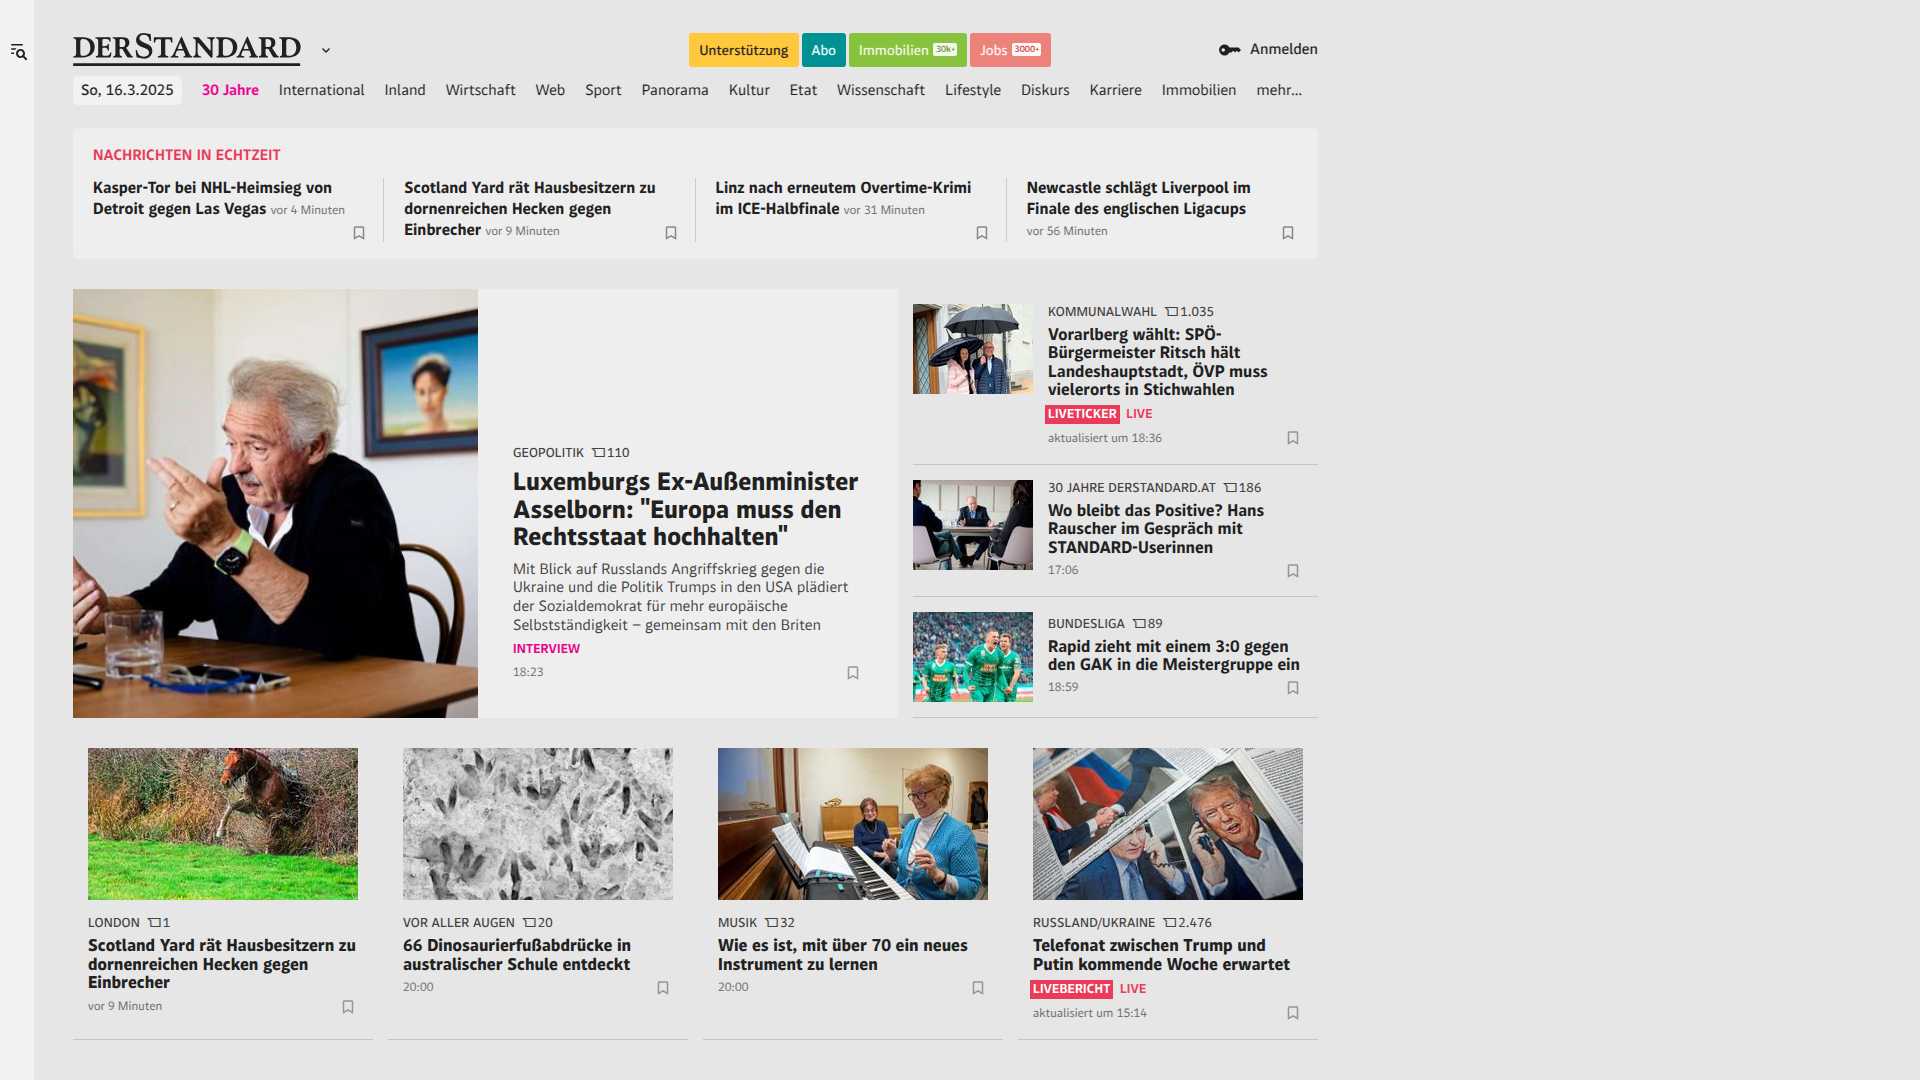 DERSTANDARD
Unterstützung
Abo
Immobilien 30k+
Jobs 3000+
Anmelden
So, 16.3.2025
30 Jahre
International
Inland
Wirtschaft
Web
Sport
Panorama
Kultur
Etat
Wissenschaft
Lifestyle
Diskurs
Karriere
Immobilien
mehr...
NACHRICHTEN IN ECHTZEIT
Kasper-Tor bei NHL-Heimsieg von
Detroit gegen Las Vegas vor 4 Minuten
Scotland Yard rät Hausbesitzern zu
dornenreichen Hecken gegen
Einbrecher vor 9 Minuten
Linz nach erneutem Overtime-Krimi
im ICE-Halbfinale vor 31 Minuten
Newcastle schlägt Liverpool im
Finale des englischen Ligacups
vor 56 Minuten
GEOPOLITIK 110
Luxemburgs Ex-Außenminister
Asselborn: "Europa muss den
Rechtsstaat hochhalten"
Mit Blick auf Russlands Angriffskrieg gegen die
Ukraine und die Politik Trumps in den USA plädiert
der Sozialdemokrat für mehr europäische
Selbstständigkeit – gemeinsam mit den Briten
INTERVIEW
18:23
KOMMUNALWAHL 1.035
Vorarlberg wählt: SPÖ-
Bürgermeister Ritsch hält
Landeshauptstadt, ÖVP muss
vielerorts in Stichwahlen
LIVETICKER LIVE
aktualisiert um 18:36
30 JAHRE DERSTANDARD.AT 186
Wo bleibt das Positive? Hans
Rauscher im Gespräch mit
STANDARD-Userinnen
17:06
BUNDESLIGA 89
Rapid zieht mit einem 3:0 gegen
den GAK in die Meistergruppe ein
18:59
LONDON 1
Scotland Yard rät Hausbesitzern zu
dornenreichen Hecken gegen
Einbrecher
vor 9 Minuten
VOR ALLER AUGEN 20
66 Dinosaurierfußabdrücke in
australischer Schule entdeckt
20:00
MUSIK 32
Wie es ist, mit über 70 ein neues
Instrument zu lernen
20:00
RUSSLAND/UKRAINE 2.476
Telefonat zwischen Trump und
Putin kommende Woche erwartet
LIVEBERICHT LIVE
aktualisiert um 15:14